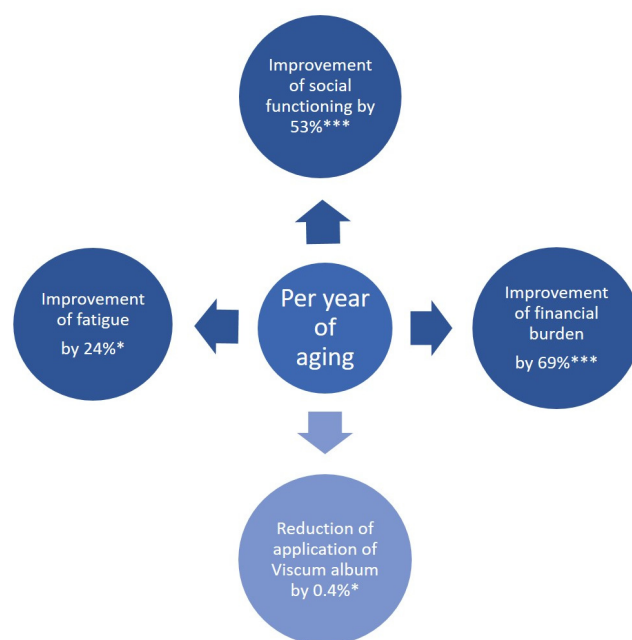 Improvement
of social
functioning by
53%***
Improvement
of fatigue
by 24%*
Per year
of
aging
Improvement
of financial
burden
by 69%***
Reduction of
application of
Viscum album
by 0.4%*